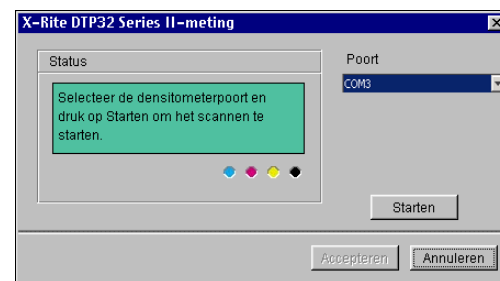 X-Rite DTP32 Series II-meting
Status
Selecteer de densitometerpoort en
druk op Starten om het scannen te
starten.
Poort
COM3
Starten
Accepteren
Annuleren